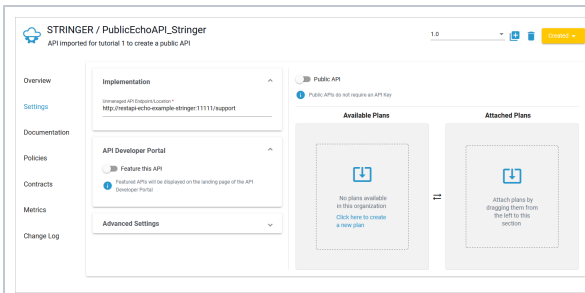 STRINGER / PublicEchoAPI_Stringer
API imported for tutorial 1 to create a public API
1.0
Created
Overview
Settings
Documentation
Policies
Contracts
Metrics
Change Log
Implementation
Unmanaged API Endpoint/Location *
http://restapi-echo-example-stringer:11111/support
API Developer Portal
Feature this API
Featured APIs will be displayed on the landing page of the API
Developer Portal
Advanced Settings
Public API
Public APIs do not require an API Key
Available Plans
No plans available
in this organization
Click here to create
a new plan
Attached Plans
Attach plans by
dragging them from
the left to this
section